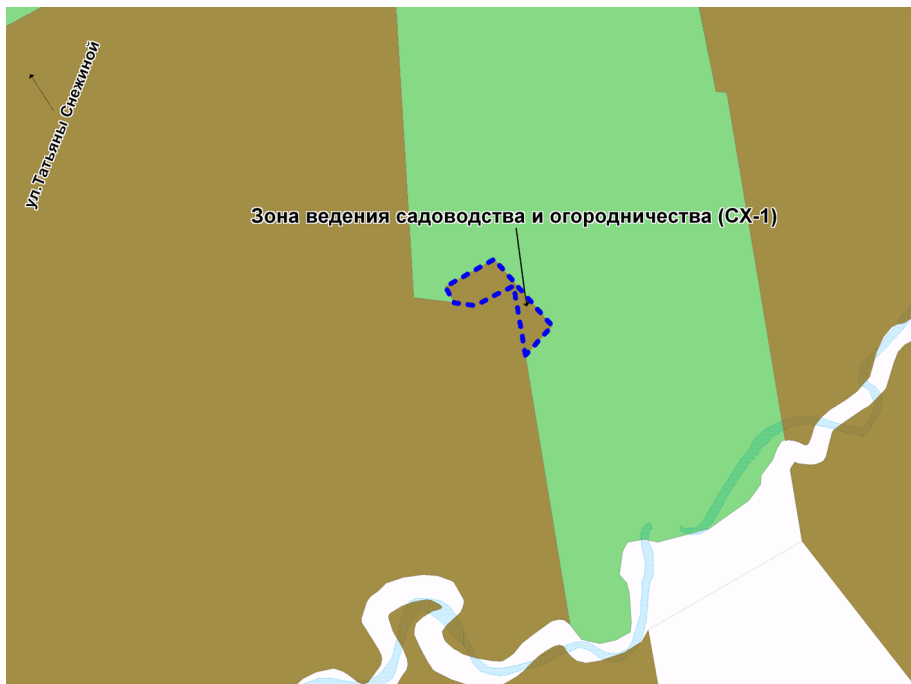 ул.Татьяны Снежиной
Зона ведения садоводства и огородничества (СХ-1)